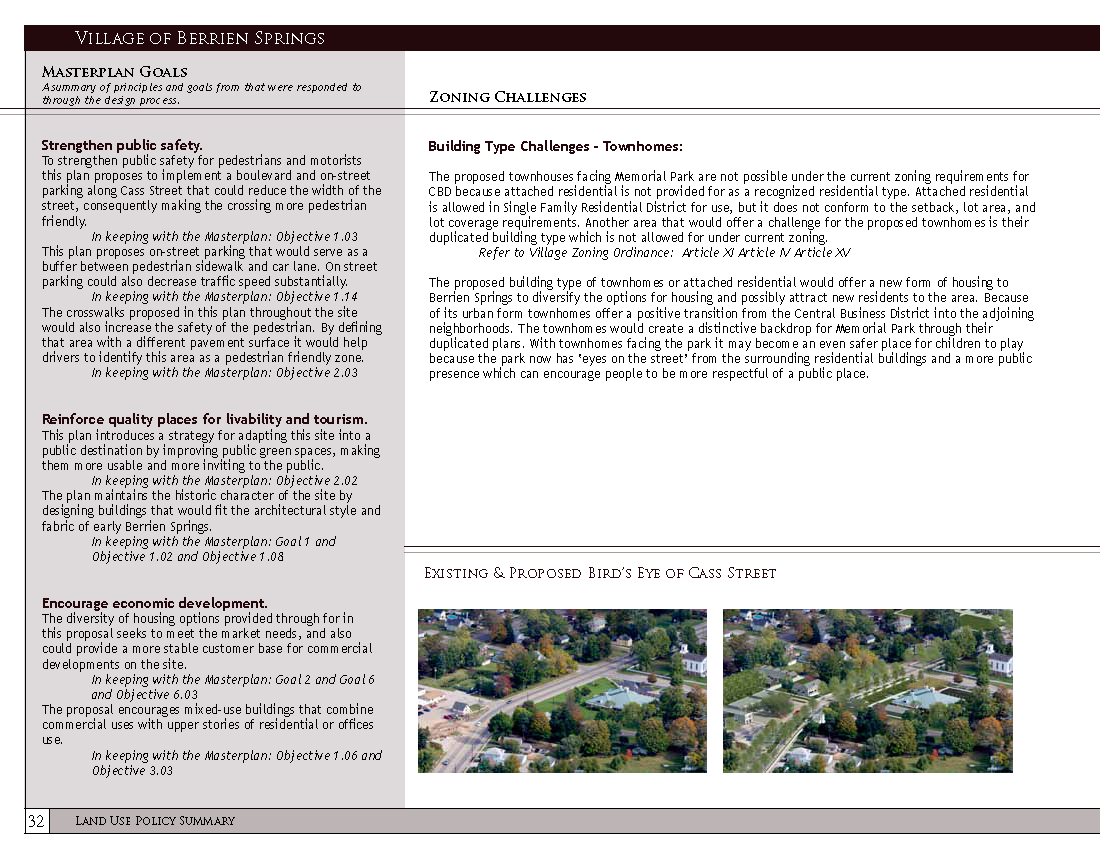 Village of Berrien Springs
Masterplan Goals
A summary of principles and goals from that were responded to
through the design process.
Strengthen public safety.
To strengthen public safety for pedestrians and motorists
this plan proposes to implement a boulevard and on-street
parking along Cass Street that could reduce the width of the
street, consequently making the crossing more pedestrian
friendly.
In keeping with the Masterplan: Objective 1.03
This plan proposes on-street parking that would serve as a
buffer between pedestrian sidewalk and car lane. On street
parking could also decrease traffic speed substantially.
In keeping with the Masterplan: Objective 1.14
The crosswalks proposed in this plan throughout the site
would also increase the safety of the pedestrian. By defining
that area with a different pavement surface it would help
drivers to identify this area as a pedestrian friendly zone.
In keeping with the Masterplan: Objective 2.03
Reinforce quality places for livability and tourism.
This plan introduces a strategy for adapting this site into a
public destination by improving public green spaces, making
them more usable and more inviting to the public.
In keeping with the Masterplan: Objective 2.02
The plan maintains the historic character of the site by
designing buildings that would fit the architectural style and
fabric of early Berrien Springs.
In keeping with the Masterplan: Goal 1 and
Objective 1.02 and Objective 1.08
Encourage economic development.
The diversity of housing options provided through for in
this proposal seeks to meet the market needs, and also
could provide a more stable customer base for commercial
developments on the site.
In keeping with the Masterplan: Goal 2 and Goal 6
and Objective 6.03
The proposal encourages mixed-use buildings that combine
commercial uses with upper stories of residential or offices
use.
In keeping with the Masterplan: Objective 1.06 and
Objective 3.03
Zoning Challenges
Building Type Challenges - Townhomes:
The proposed townhouses facing Memorial Park are not possible under the current zoning requirements for
CBD because attached residential is not provided for as a recognized residential type. Attached residential
is allowed in Single Family Residential District for use, but it does not conform to the setback, lot area, and
lot coverage requirements. Another area that would offer a challenge for the proposed townhomes is their
duplicated building type which is not allowed for under current zoning.
Refer to Village Zoning Ordinance: Article XI Article IV Article XV
The proposed building type of townhomes or attached residential would offer a new form of housing to
Berrien Springs to diversify the options for housing and possibly attract new residents to the area. Because
of its urban form townhomes offer a positive transition from the Central Business District into the adjoining
neighborhoods. The townhomes would create a distinctive backdrop for Memorial Park through their
duplicated plans. With townhomes facing the park it may become an even safer place for children to play
because the park now has 'eyes on the street' from the surrounding residential buildings and a more public
presence which can encourage people to be more respectful of a public place.
Existing & Proposed Bird's Eye of Cass Street
32
Land Use Policy Summary